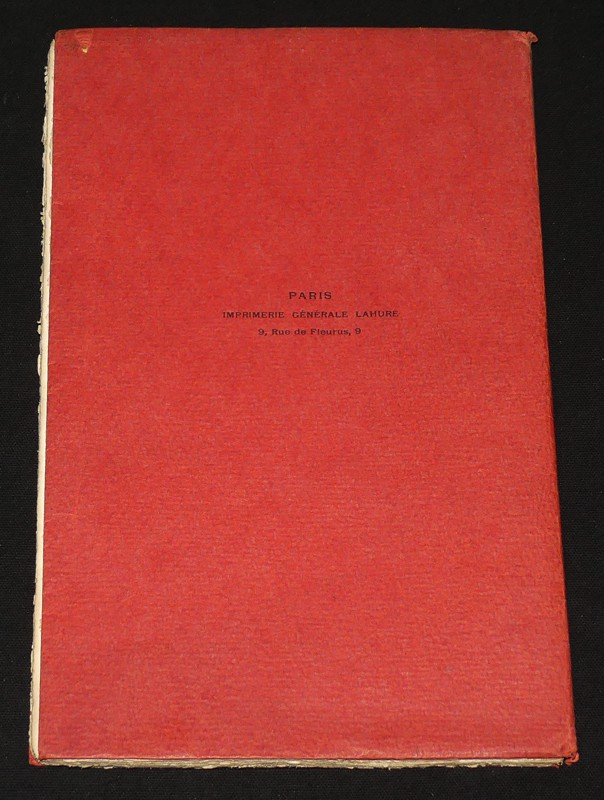 PARIS
IMPRIMERIE GÉNÉRALE LAHURE
9, Rue de Fleurus, 9